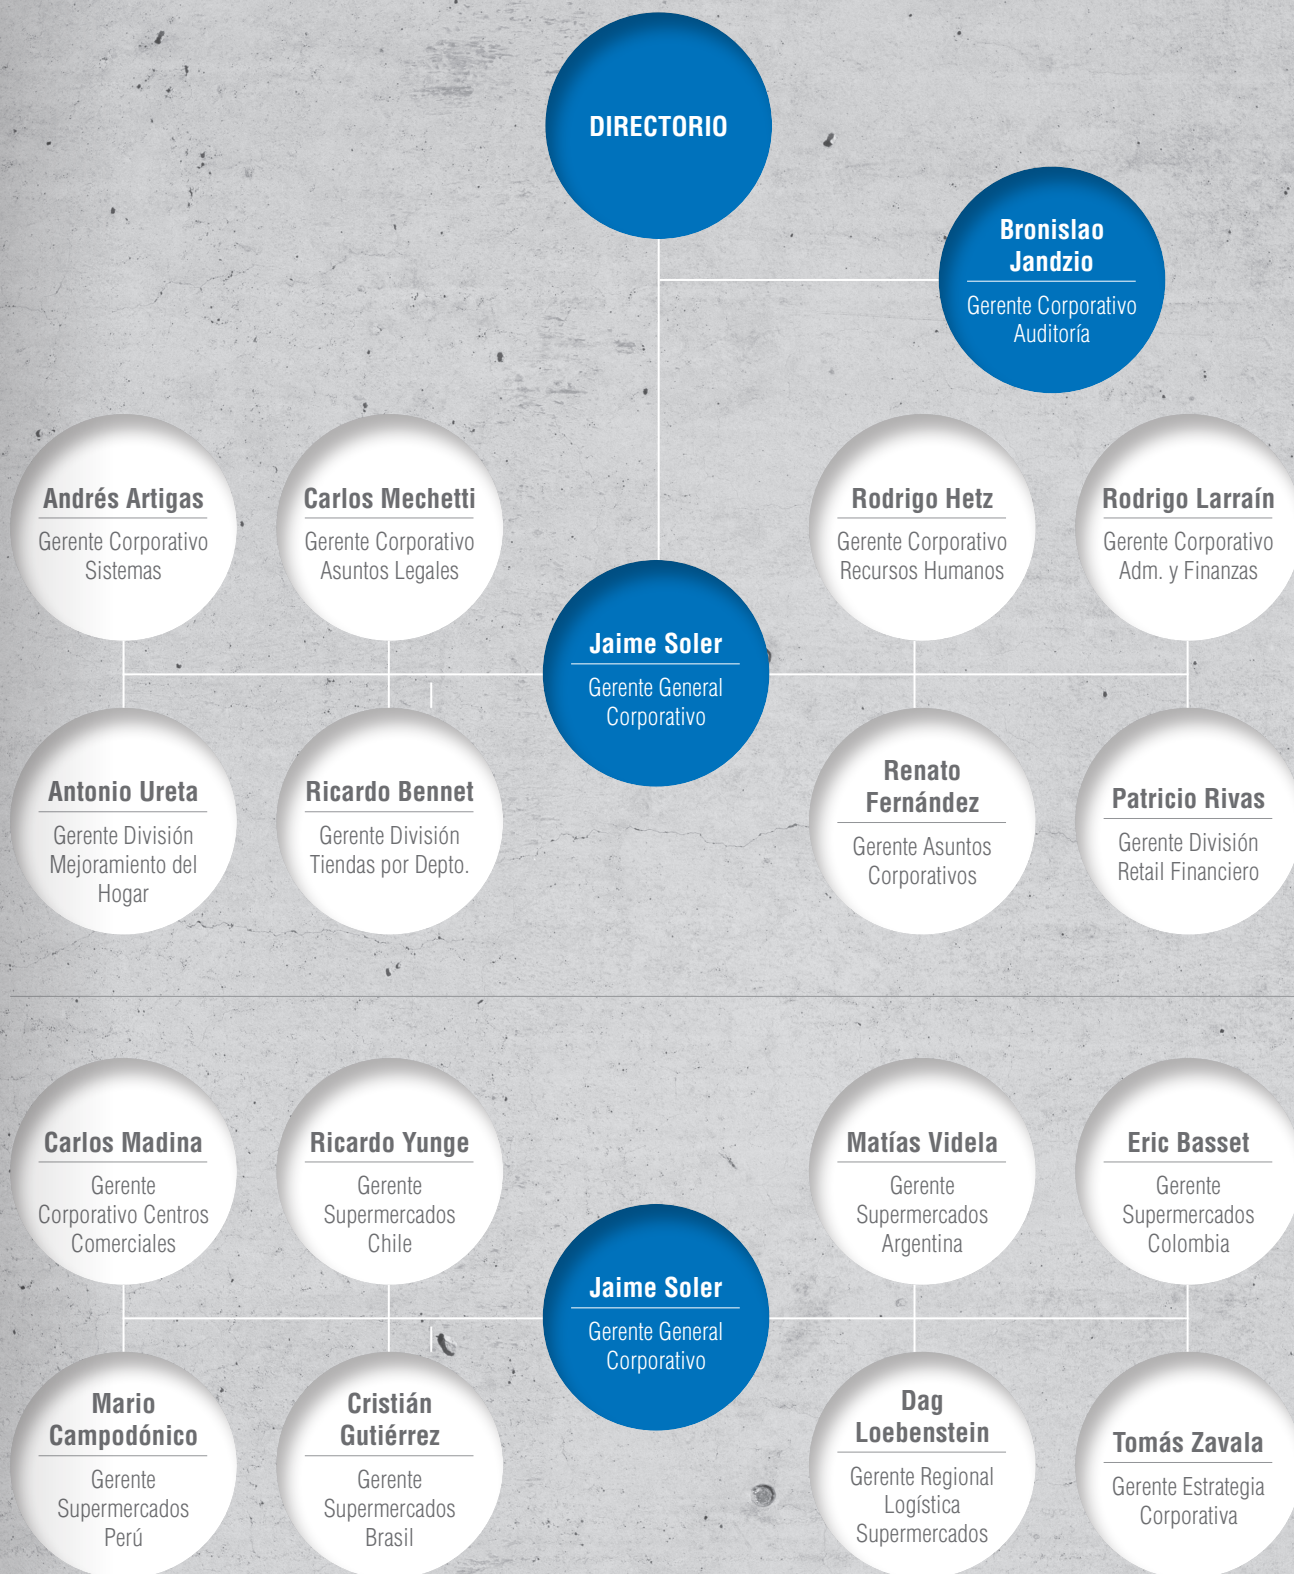 DIRECTORIO
Bronislao
Jandzio
Gerente Corporativo
Auditoría
Andrés Artigas
Gerente Corporativo
Sistemas
Carlos Mechetti
Gerente Corporativo
Asuntos Legales
Rodrigo Hetz
Gerente Corporativo
Recursos Humanos
Rodrigo Larraín
Gerente Corporativo
Adm. y Finanzas
Jaime Soler
Gerente General
Corporativo
Antonio Ureta
Gerente División
Mejoramiento del
Hogar
Ricardo Bennet
Gerente División
Tiendas por Depto.
Renato
Fernández
Gerente Asuntos
Corporativos
Patricio Rivas
Gerente División
Retail Financiero
Carlos Madina
Gerente
Corporativo Centros
Comerciales
Ricardo Yunge
Gerente
Supermercados
Chile
Matías Videla
Gerente
Supermercados
Argentina
Eric Basset
Gerente
Supermercados
Colombia
Jaime Soler
Gerente General
Corporativo
Mario
Campodónico
Gerente
Supermercados
Perú
Cristián
Gutiérrez
Gerente
Supermercados
Brasil
Dag
Loebenstein
Gerente Regional
Logística
Supermercados
Tomás Zavala
Gerente Estrategia
Corporativa